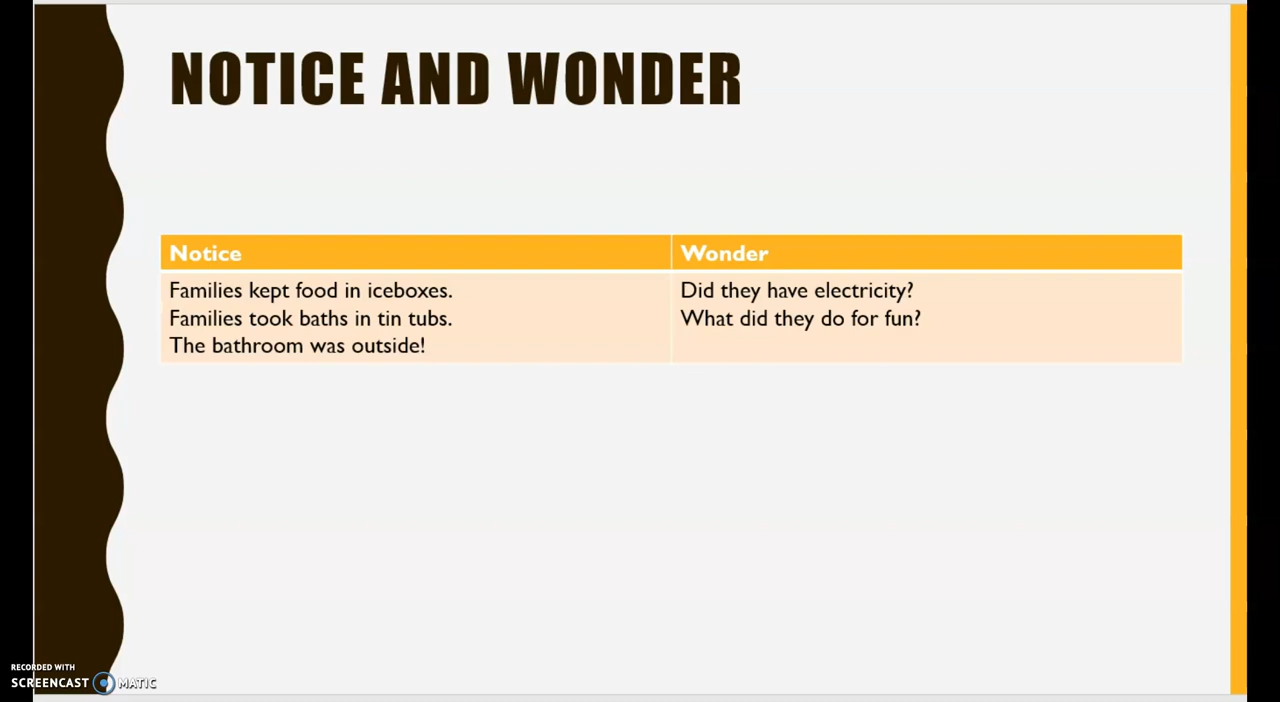 NOTICE AND WONDER
Notice
Wonder
Families kept food in iceboxes.
Families took baths in tin tubs.
The bathroom was outside!
Did they have electricity?
What did they do for fun?
RECORDED WITH
SCREENCAST MATIC